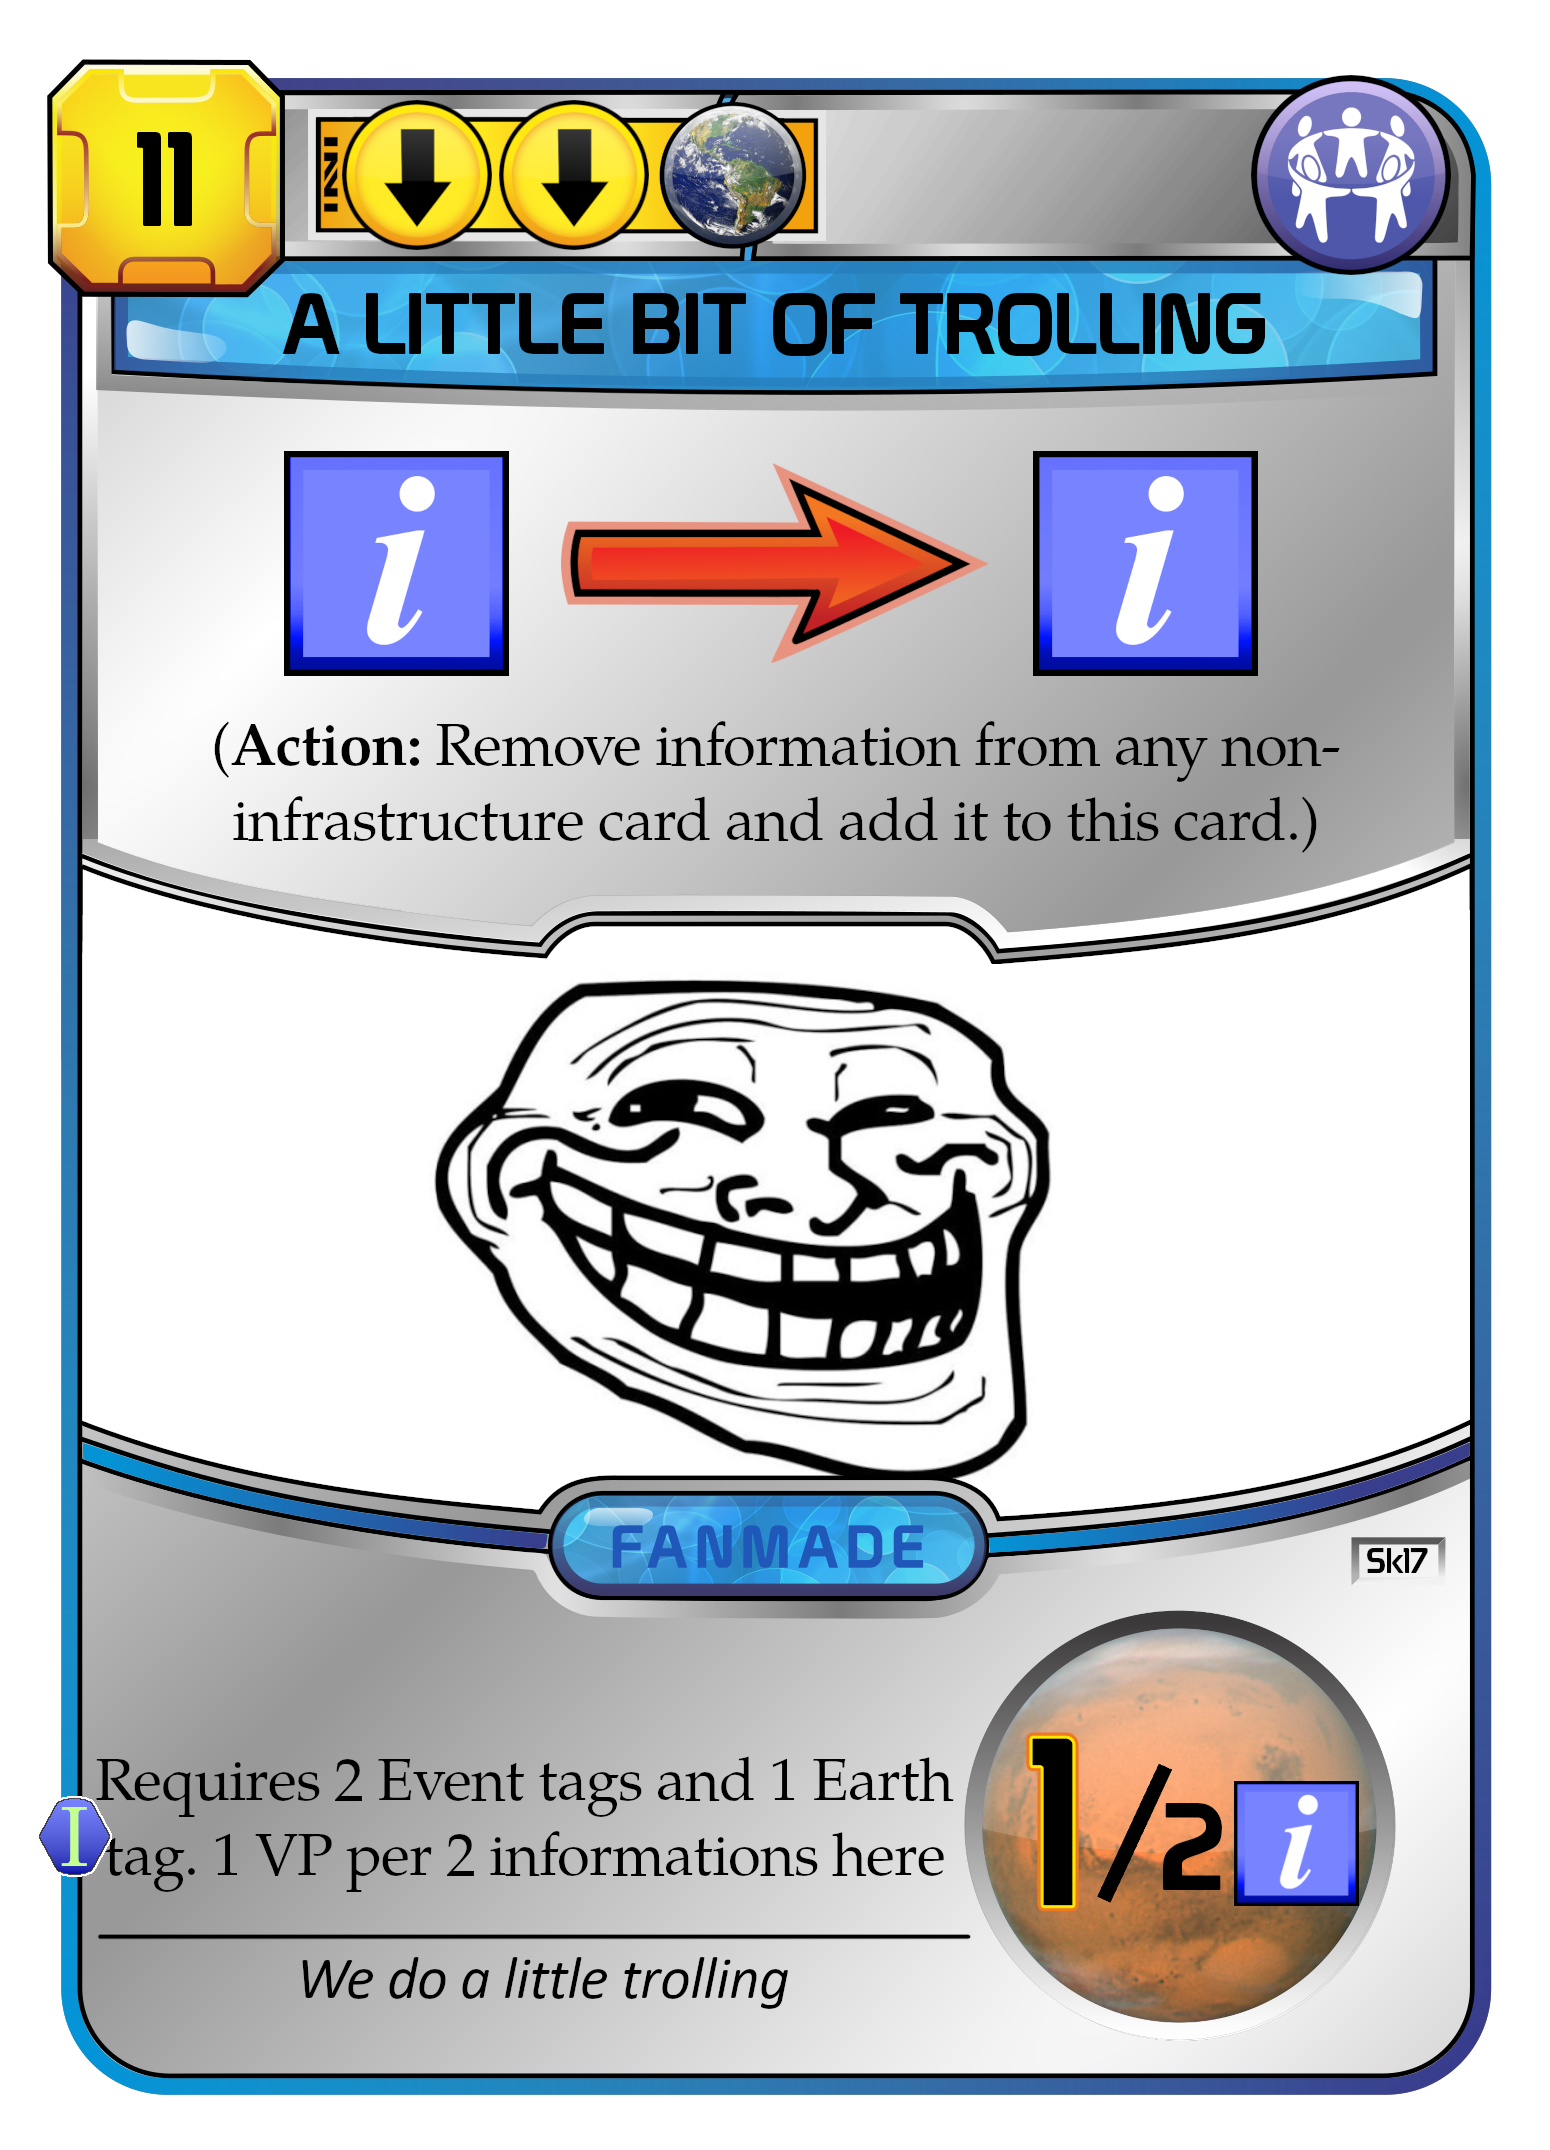 11
INI
A LITTLE BIT OF TROLLING
i
i
(Action: Remove information from any non-
infrastructure card and add it to this card.)
FANMADE
Sk17
Requires 2 Event tags and 1 Earth
I
tag. 1 VP per 2 informations here
1/2 i
We do a little trolling